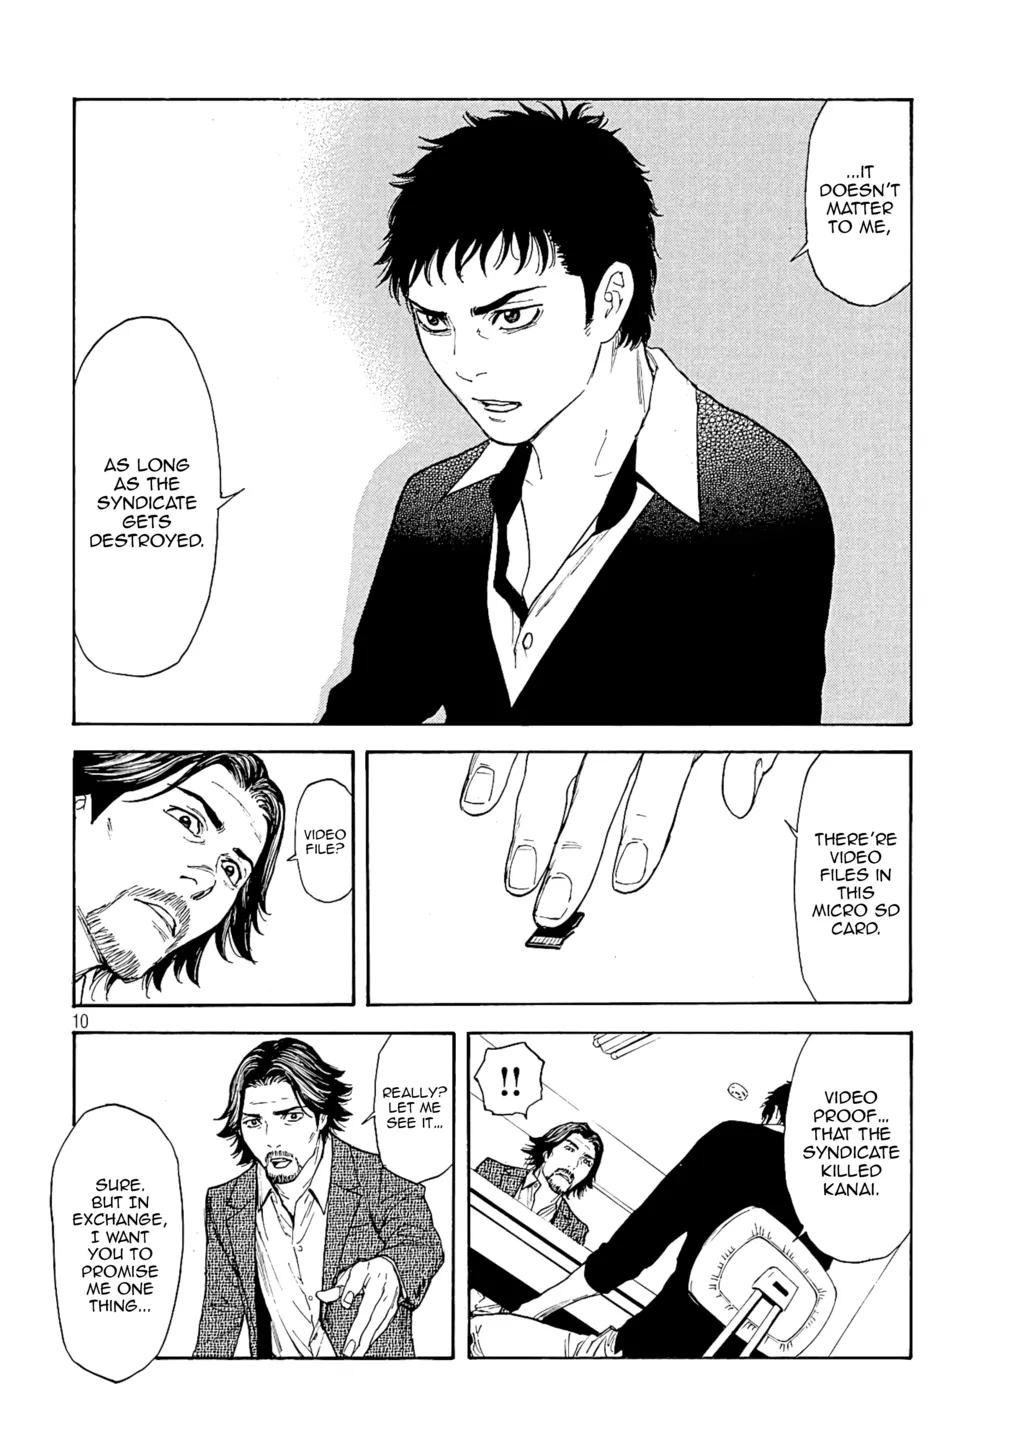 ...IT
DOESN'T
MATTER
TO ME,
AS LONG
AS THE
SYNDICATE
GETS
DESTROYED.
THERE'RE
VIDEO
FILES IN
THIS
MICRO SD
CARD.
VIDEO
FILE?
10
VIDEO
PROOF...
THAT THE
SYNDICATE
KILLED
KANAI.
!!
REALLY?
LET ME
SEE IT...
SURE.
BUT IN
EXCHANGE,
I WANT
YOU TO
PROMISE
ME ONE
THING...